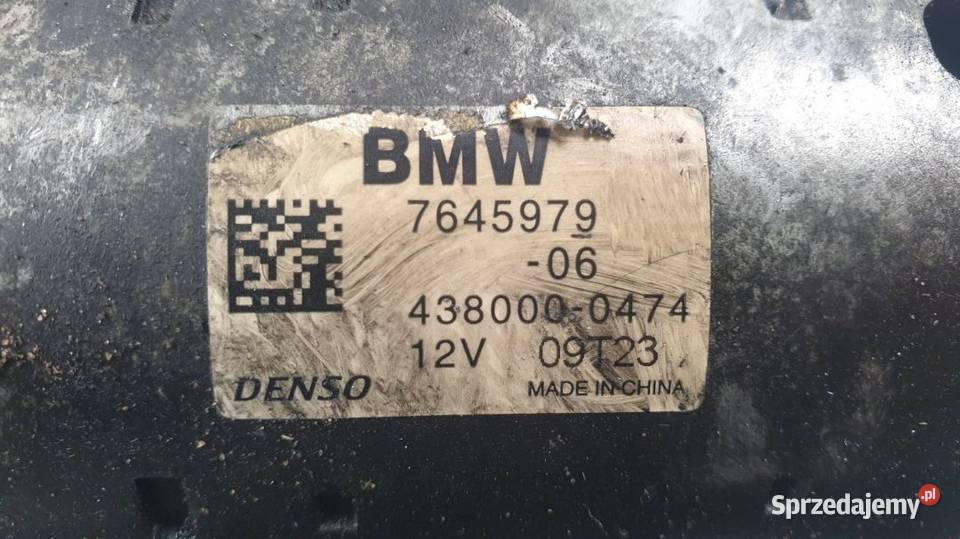 BMW
7645979
-06
438000-0474
12V 09T23
DENSO MADE IN CHINA
Sprzedajemy.pl